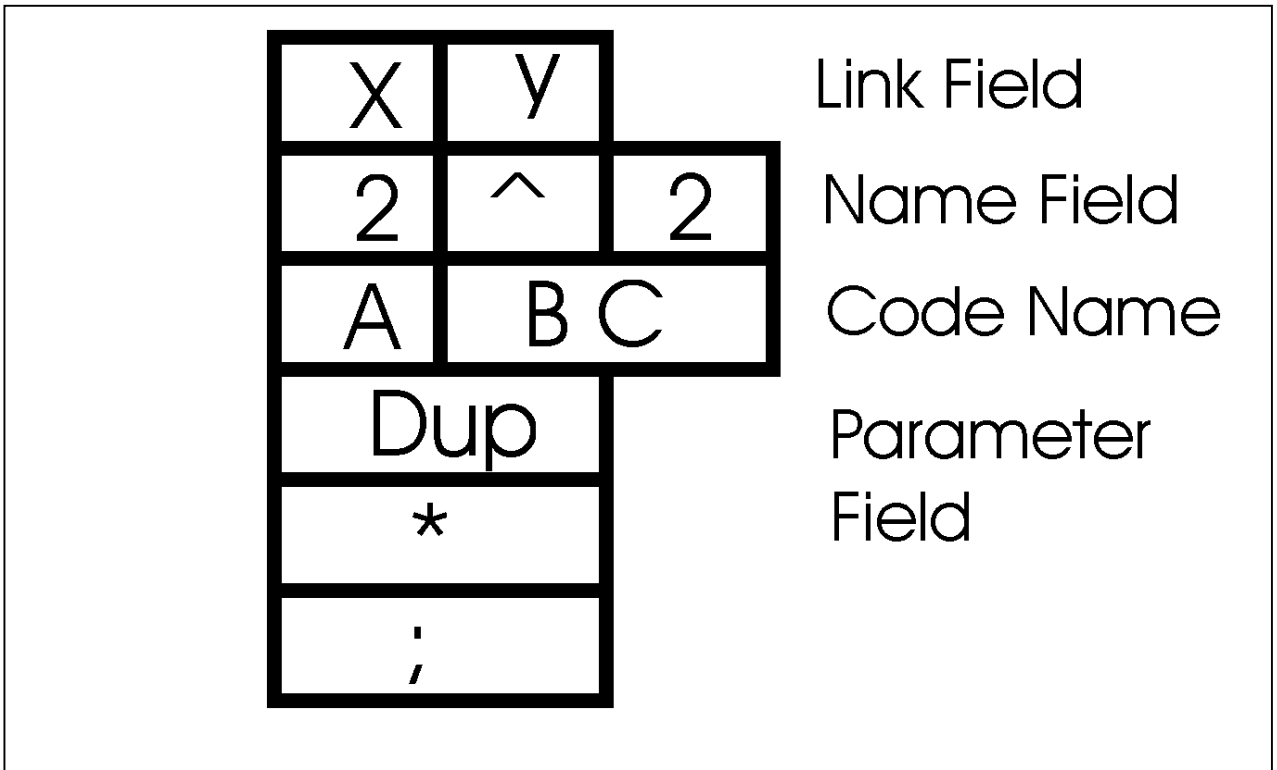 X y Link Field
2 ^ 2 Name Field
A B C Code Name
Dup Parameter
* Field
;